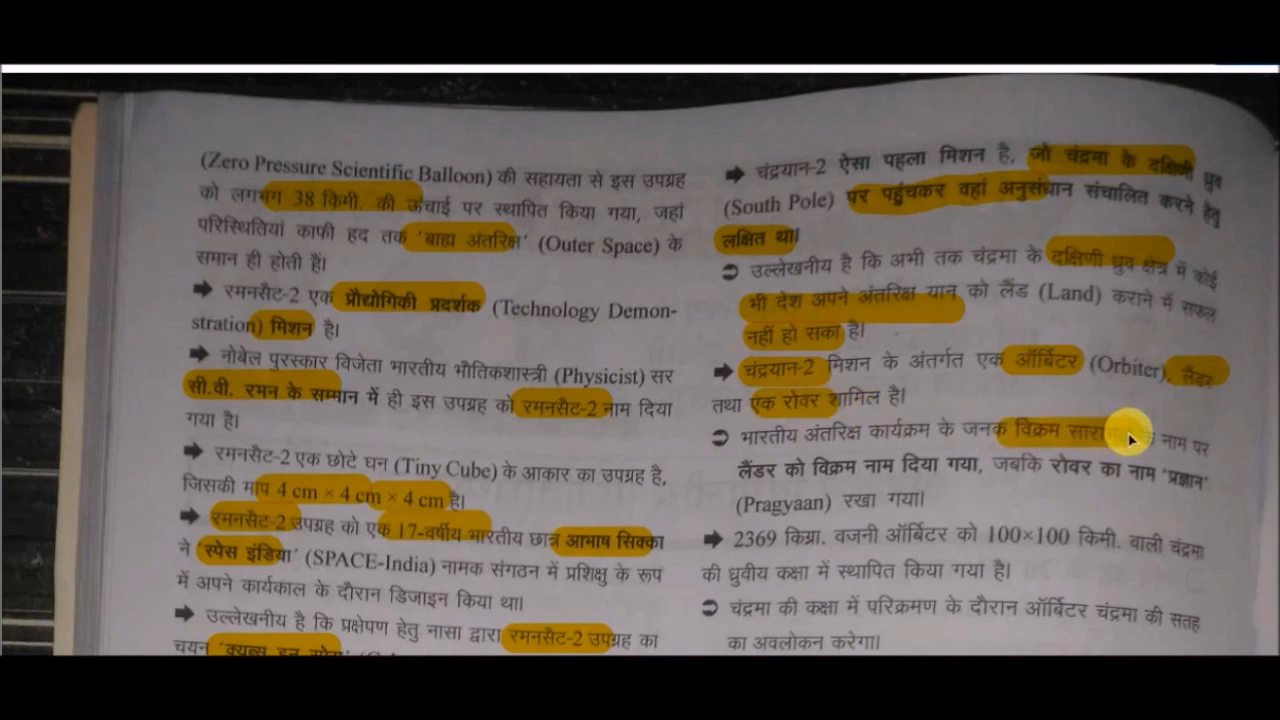 (Zero Pressure Scientific Balloon) की सहायता से इस उपग्रह
को लगभग 38 किमी. की ऊंचाई पर स्थापित किया गया, जहां
परिस्थितियां काफी हद तक 'बाह्य अंतरिक्ष' (Outer Space) के
समान ही होती हैं।
➡ रमनसैट-2 एक प्रौद्योगिकी प्रदर्शक (Technology Demon-
stration) मिशन है।
➡ नोबेल पुरस्कार विजेता भारतीय भौतिकशास्त्री (Physicist) सर
सी.वी. रमन के सम्मान में ही इस उपग्रह को रमनसैट-2 नाम दिया
गया है।
➡ रमनसैट-2 एक छोटे घन (Tiny Cube) के आकार का उपग्रह है,
जिसकी माप 4 cm × 4 cm × 4 cm है।
➡ रमनसैट-2 उपग्रह को एक 17-वर्षीय भारतीय छात्र आभाष सिक्का
ने 'स्पेस इंडिया' (SPACE-India) नामक संगठन में प्रशिक्षु के रूप
में अपने कार्यकाल के दौरान डिजाइन किया था।
➡ उल्लेखनीय है कि प्रक्षेपण हेतु नासा द्वारा रमनसैट-2 उपग्रह का
चयन 'क्यूब्स इन स्पेस'
➡ चंद्रयान-2 ऐसा पहला मिशन है, जो चंद्रमा के दक्षिणी ध्रुव
(South Pole) पर पहुंचकर वहां अनुसंधान संचालित करने हेतु
लक्षित था।
⊃ उल्लेखनीय है कि अभी तक चंद्रमा के दक्षिणी ध्रुव क्षेत्र में कोई
भी देश अपने अंतरिक्ष यान को लैंड (Land) कराने में सफल
नहीं हो सका है।
➡ चंद्रयान-2 मिशन के अंतर्गत एक ऑर्बिटर (Orbiter), लैंडर
तथा एक रोवर शामिल है।
⊃ भारतीय अंतरिक्ष कार्यक्रम के जनक विक्रम नाम पर
लैंडर को विक्रम नाम दिया गया, जबकि रोवर का नाम 'प्रज्ञान'
(Pragyaan) रखा गया।
➡ 2369 किग्रा. वजनी ऑर्बिटर को 100×100 किमी. वाली चंद्रमा
की ध्रुवीय कक्षा में स्थापित किया गया है।
⊃ चंद्रमा की कक्षा में परिक्रमण के दौरान ऑर्बिटर चंद्रमा की सतह
का अवलोकन करेगा।